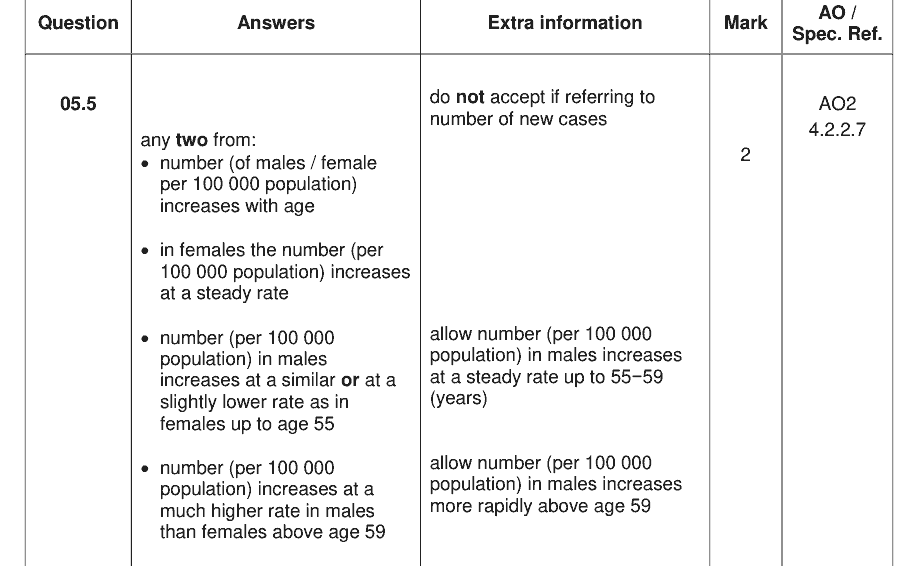 Question Answers Extra information Mark AO /
Spec. Ref.
05.5
do not accept if referring to
number of new cases
AO2
4.2.2.7
2
any two from:
• number (of males / female
per 100 000 population)
increases with age
• in females the number (per
100 000 population) increases
at a steady rate
• number (per 100 000
population) in males
increases at a similar or at a
slightly lower rate as in
females up to age 55
allow number (per 100 000
population) in males increases
at a steady rate up to 55–59
(years)
• number (per 100 000
population) increases at a
much higher rate in males
than females above age 59
allow number (per 100 000
population) in males increases
more rapidly above age 59